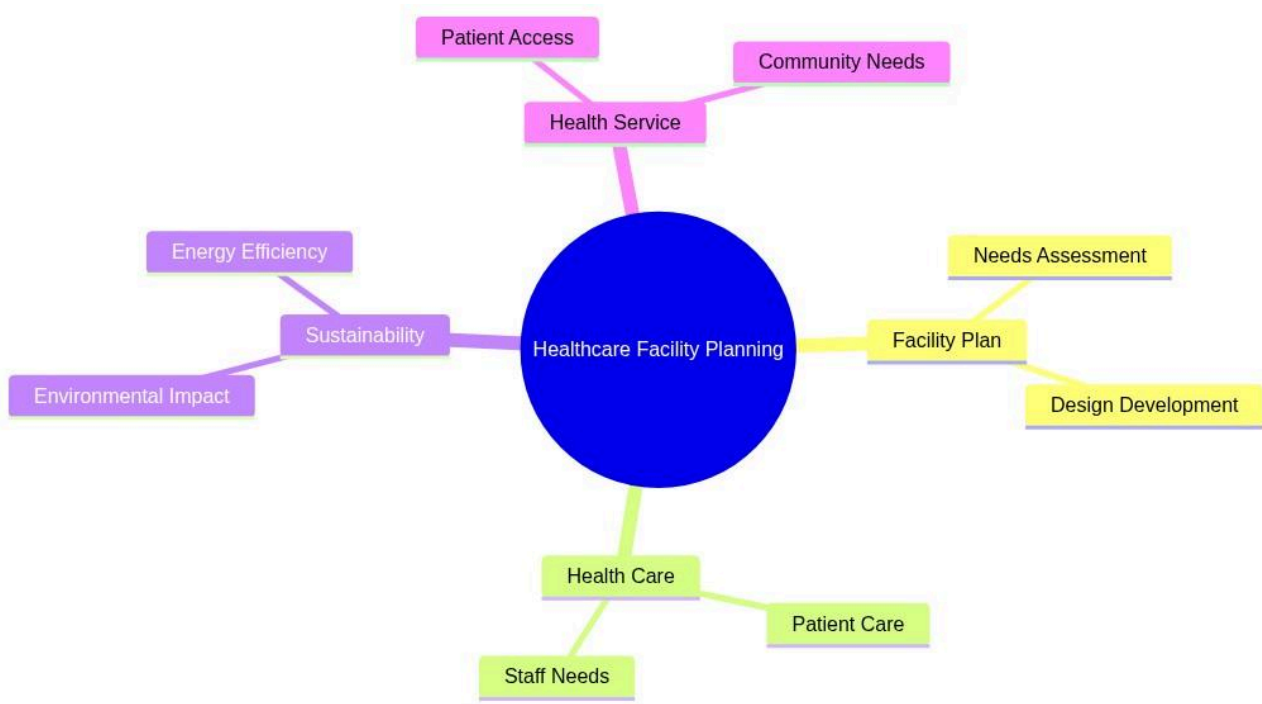 Patient Access
Community Needs
Health Service
Energy Efficiency
Needs Assessment
Sustainability
Healthcare Facility Planning
Facility Plan
Environmental Impact
Design Development
Health Care
Patient Care
Staff Needs